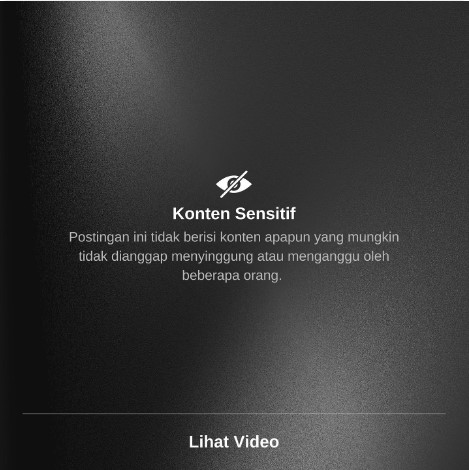 Konten Sensitif
Postingan ini tidak berisi konten apapun yang mungkin
tidak dianggap menyinggung atau menganggu oleh
beberapa orang.
Lihat Video